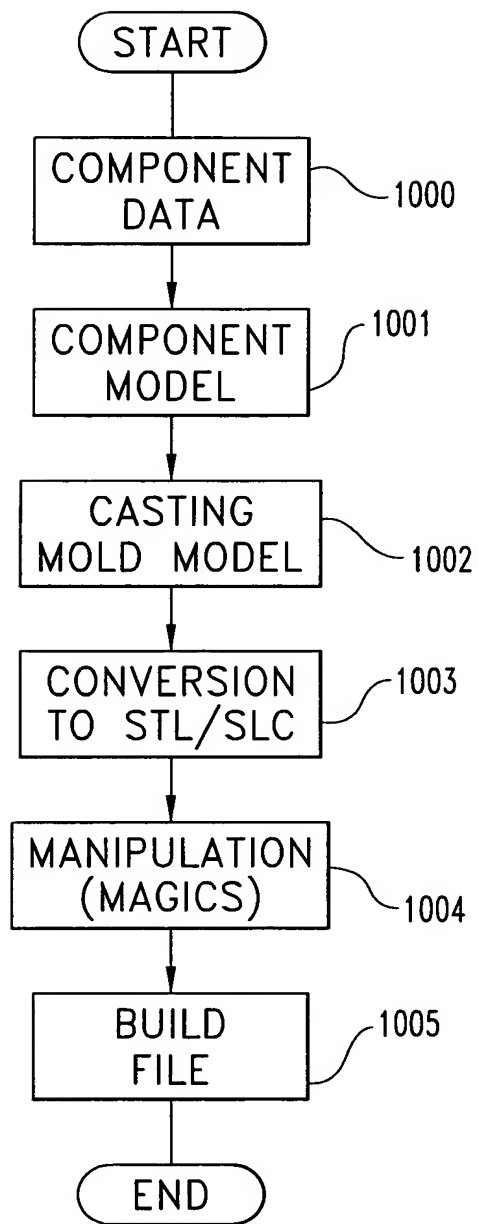 START
COMPONENT
DATA
1000
COMPONENT
MODEL
1001
CASTING
MOLD MODEL
1002
CONVERSION
TO STL/SLC
1003
MANIPULATION
(MAGICS)
1004
BUILD
FILE
1005
END